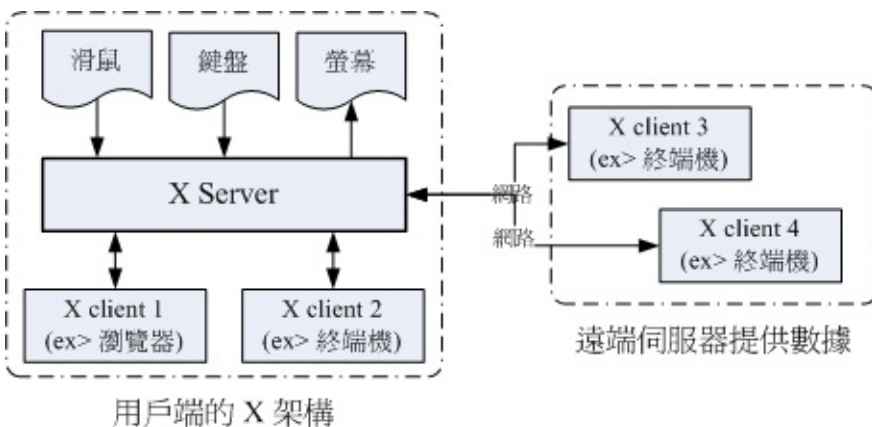 滑鼠
鍵盤
螢幕
X Server
X client 1
(ex> 瀏覽器)
X client 2
(ex> 終端機)
用戶端的 X 架構
網路
網路
X client 3
(ex> 終端機)
X client 4
(ex> 終端機)
遠端伺服器提供數據